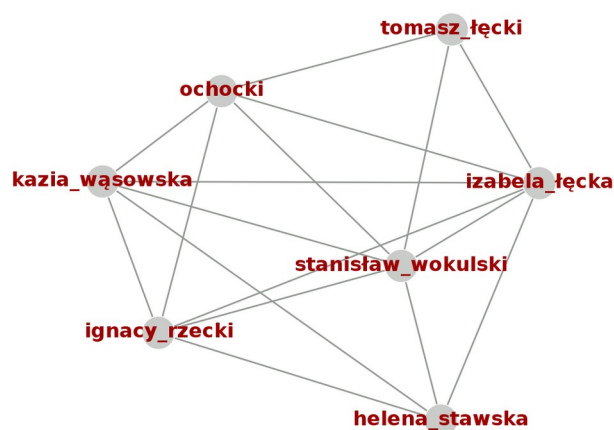 tomasz_łęcki
ochocki
kazia_wąsowska
izabela_łęcka
stanisław_wokulski
ignacy_rzecki
helena_stawska